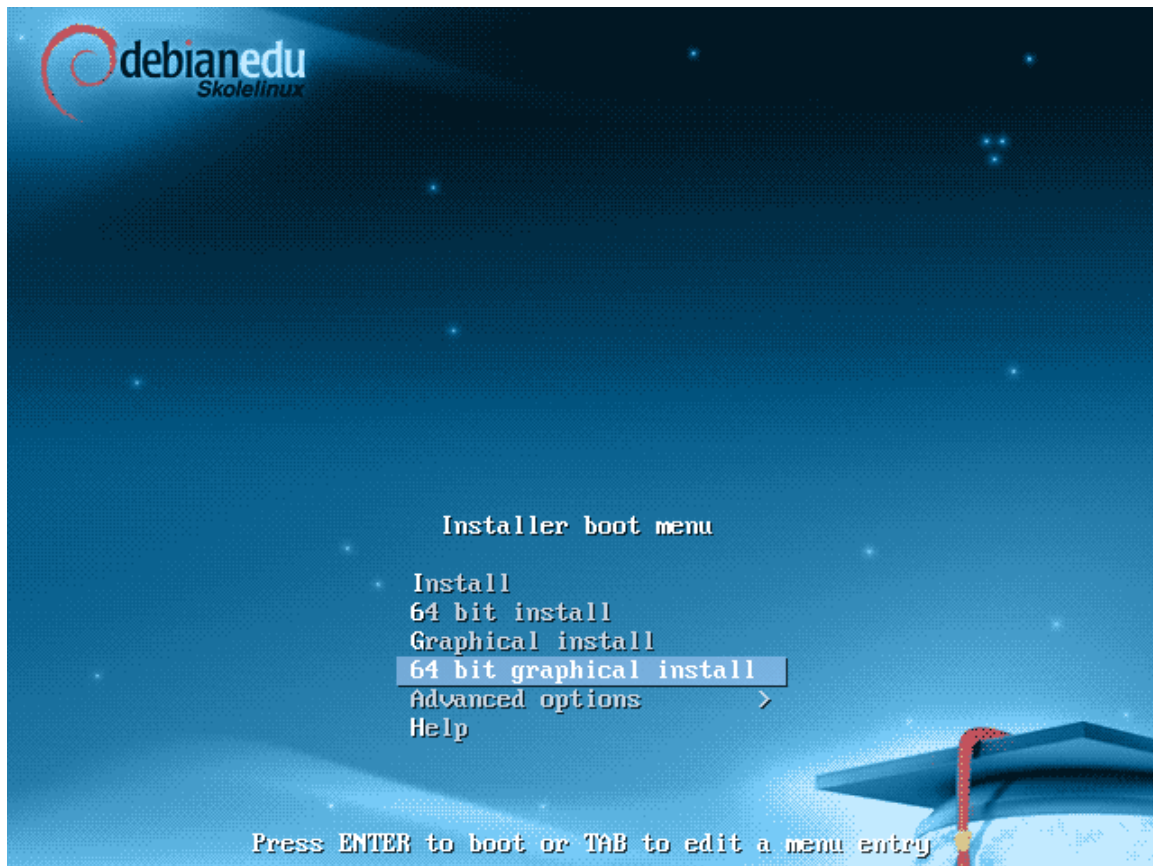 debianedu
Skolelinux
Installer boot menu
Install
64 bit install
Graphical install
64 bit graphical install
Advanced options >
Help
Press ENTER to boot or TAB to edit a menu entry